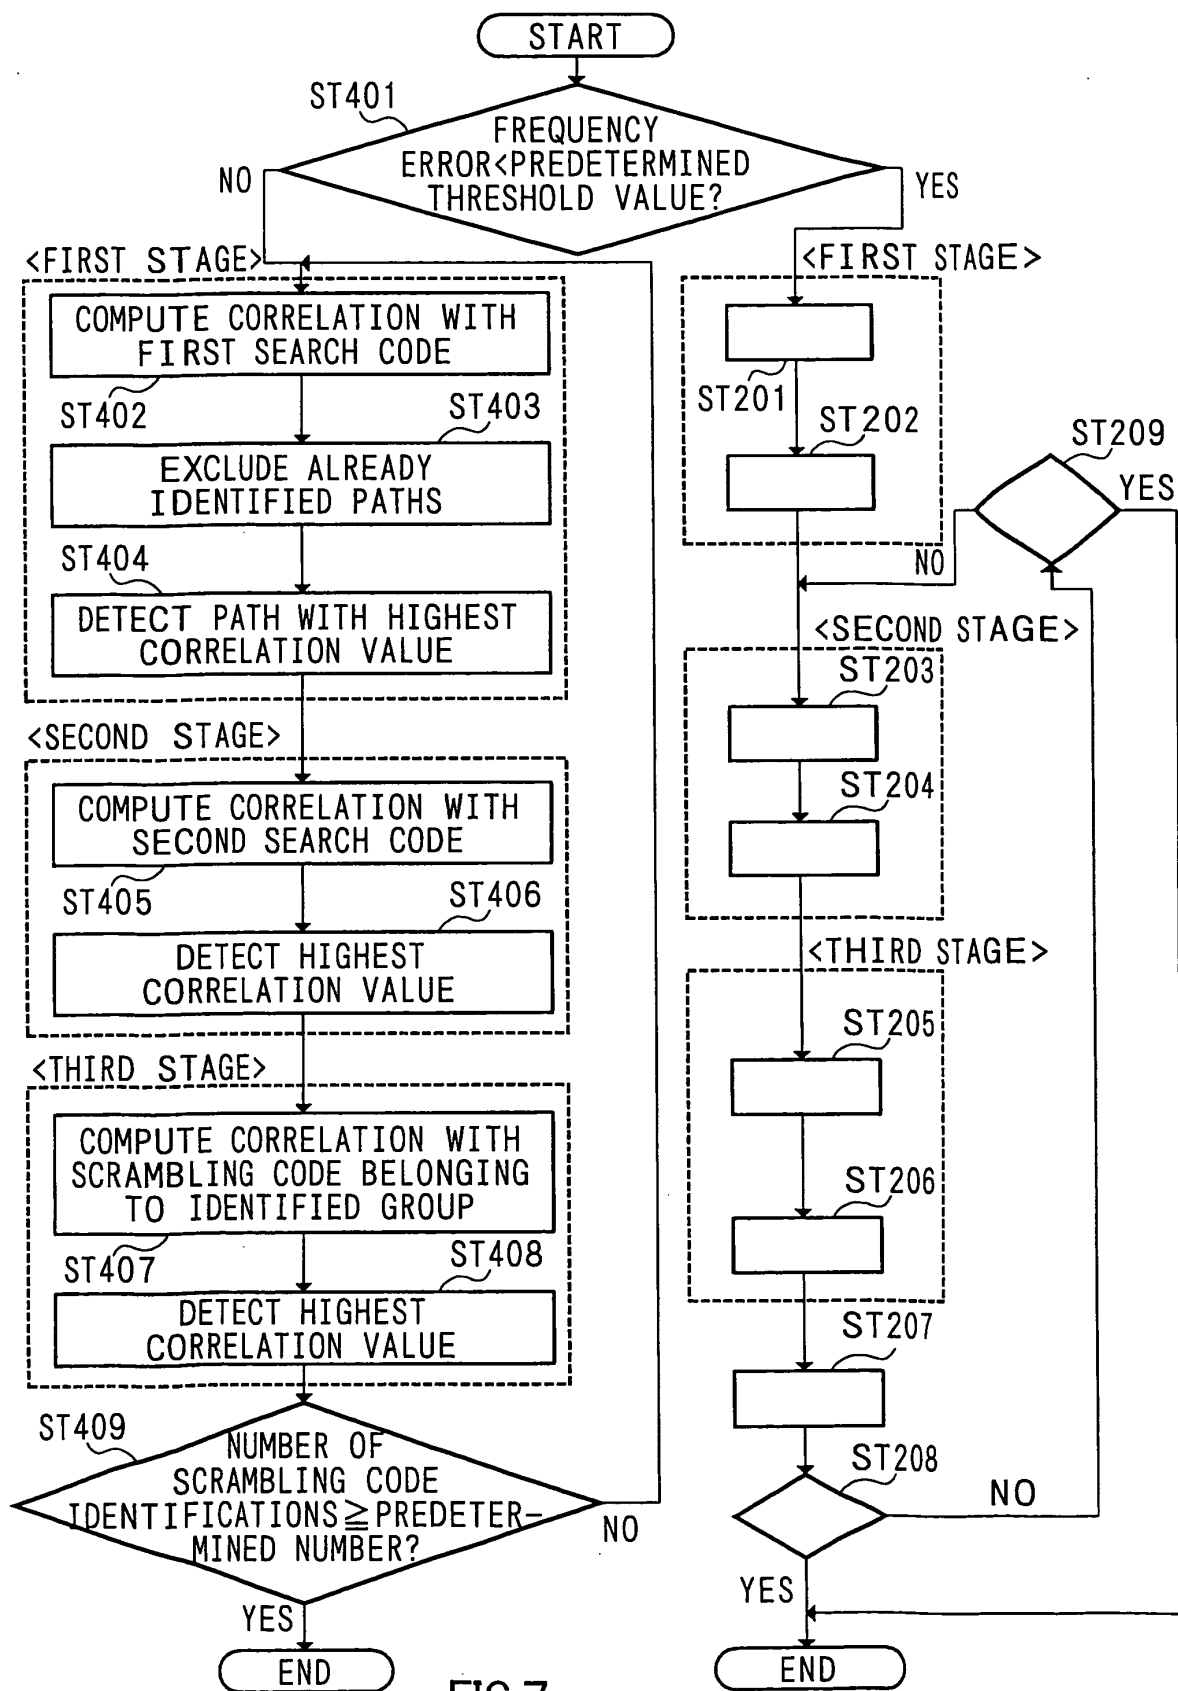 START
ST401
FREQUENCY
ERROR<PREDETERMINED
THRESHOLD VALUE?
NO
YES
<FIRST STAGE>
COMPUTE CORRELATION WITH
FIRST SEARCH CODE
ST402
ST403
EXCLUDE ALREADY
IDENTIFIED PATHS
ST404
DETECT PATH WITH HIGHEST
CORRELATION VALUE
<SECOND STAGE>
COMPUTE CORRELATION WITH
SECOND SEARCH CODE
ST405
ST406
DETECT HIGHEST
CORRELATION VALUE
<THIRD STAGE>
COMPUTE CORRELATION WITH
SCRAMBLING CODE BELONGING
TO IDENTIFIED GROUP
ST407
ST408
DETECT HIGHEST
CORRELATION VALUE
ST409
NUMBER OF
SCRAMBLING CODE
IDENTIFICATIONS≧PREDETER-
MINED NUMBER?
NO
YES
END
<FIRST STAGE>
ST201
ST202
ST209
YES
NO
<SECOND STAGE>
ST203
ST204
<THIRD STAGE>
ST205
ST206
ST207
ST208
NO
YES
END